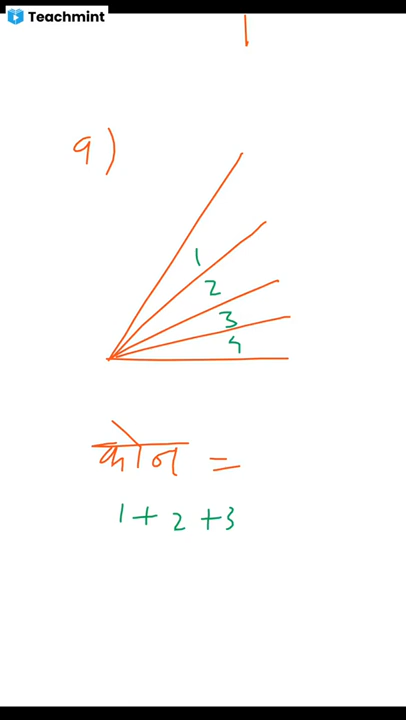 Teachmint
9)
1
2
3
4
कोन =
1 + 2 + 3